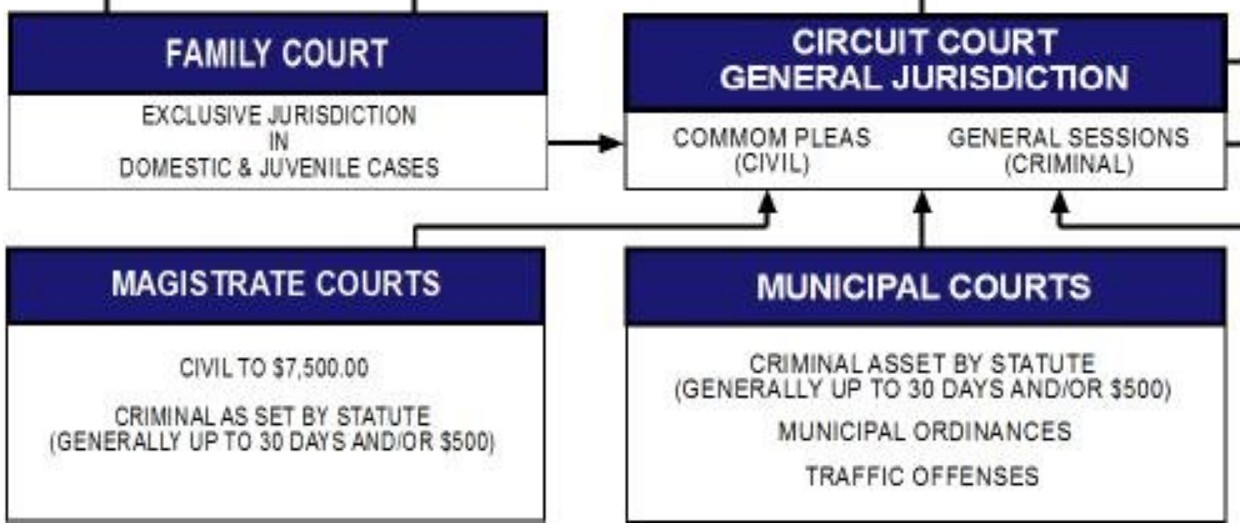 FAMILY COURT
EXCLUSIVE JURISDICTION
IN
DOMESTIC & JUVENILE CASES
CIRCUIT COURT
GENERAL JURISDICTION
COMMOM PLEAS
(CIVIL)
GENERAL SESSIONS
(CRIMINAL)
MAGISTRATE COURTS
CIVIL TO $7,500.00
CRIMINAL AS SET BY STATUTE
(GENERALLY UP TO 30 DAYS AND/OR $500)
MUNICIPAL COURTS
CRIMINAL ASSET BY STATUTE
(GENERALLY UP TO 30 DAYS AND/OR $500)
MUNICIPAL ORDINANCES
TRAFFIC OFFENSES